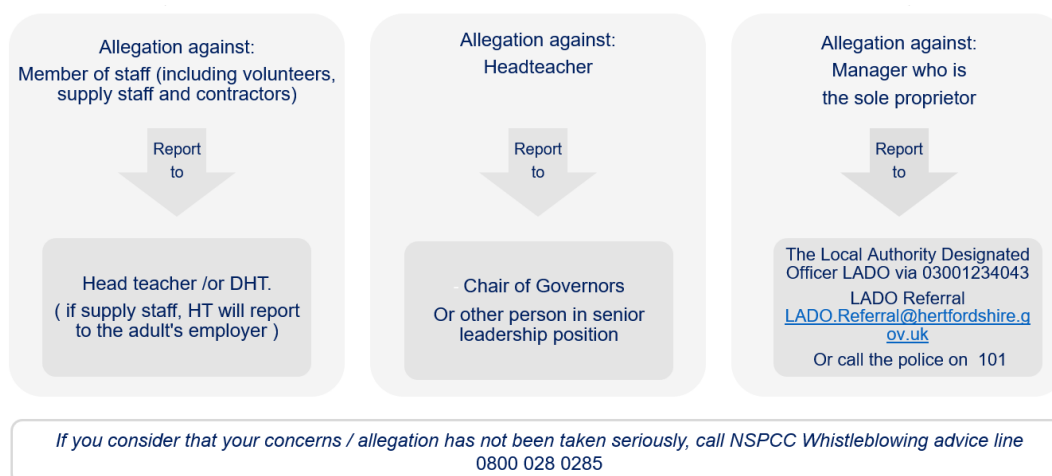 Allegation against:
Member of staff (including volunteers,
supply staff and contractors)
Report
to
Head teacher /or DHT.
( if supply staff, HT will report
to the adult's employer )
Allegation against:
Headteacher
Report
to
- Chair of Governors
Or other person in senior
leadership position
Allegation against:
Manager who is
the sole proprietor
Report
to
The Local Authority Designated
Officer LADO via 03001234043
LADO Referral
LADO.Referral@hertfordshire.g
ov.uk
Or call the police on 101
If you consider that your concerns / allegation has not been taken seriously, call NSPCC Whistleblowing advice line
0800 028 0285